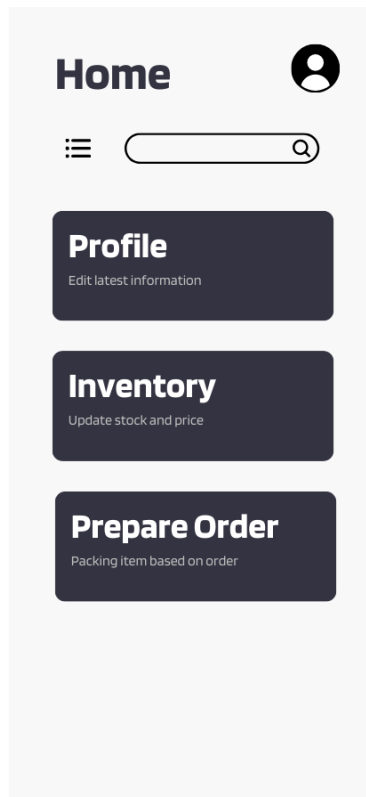 Home
Profile
Edit latest information
Inventory
Update stock and price
Prepare Order
Packing item based on order